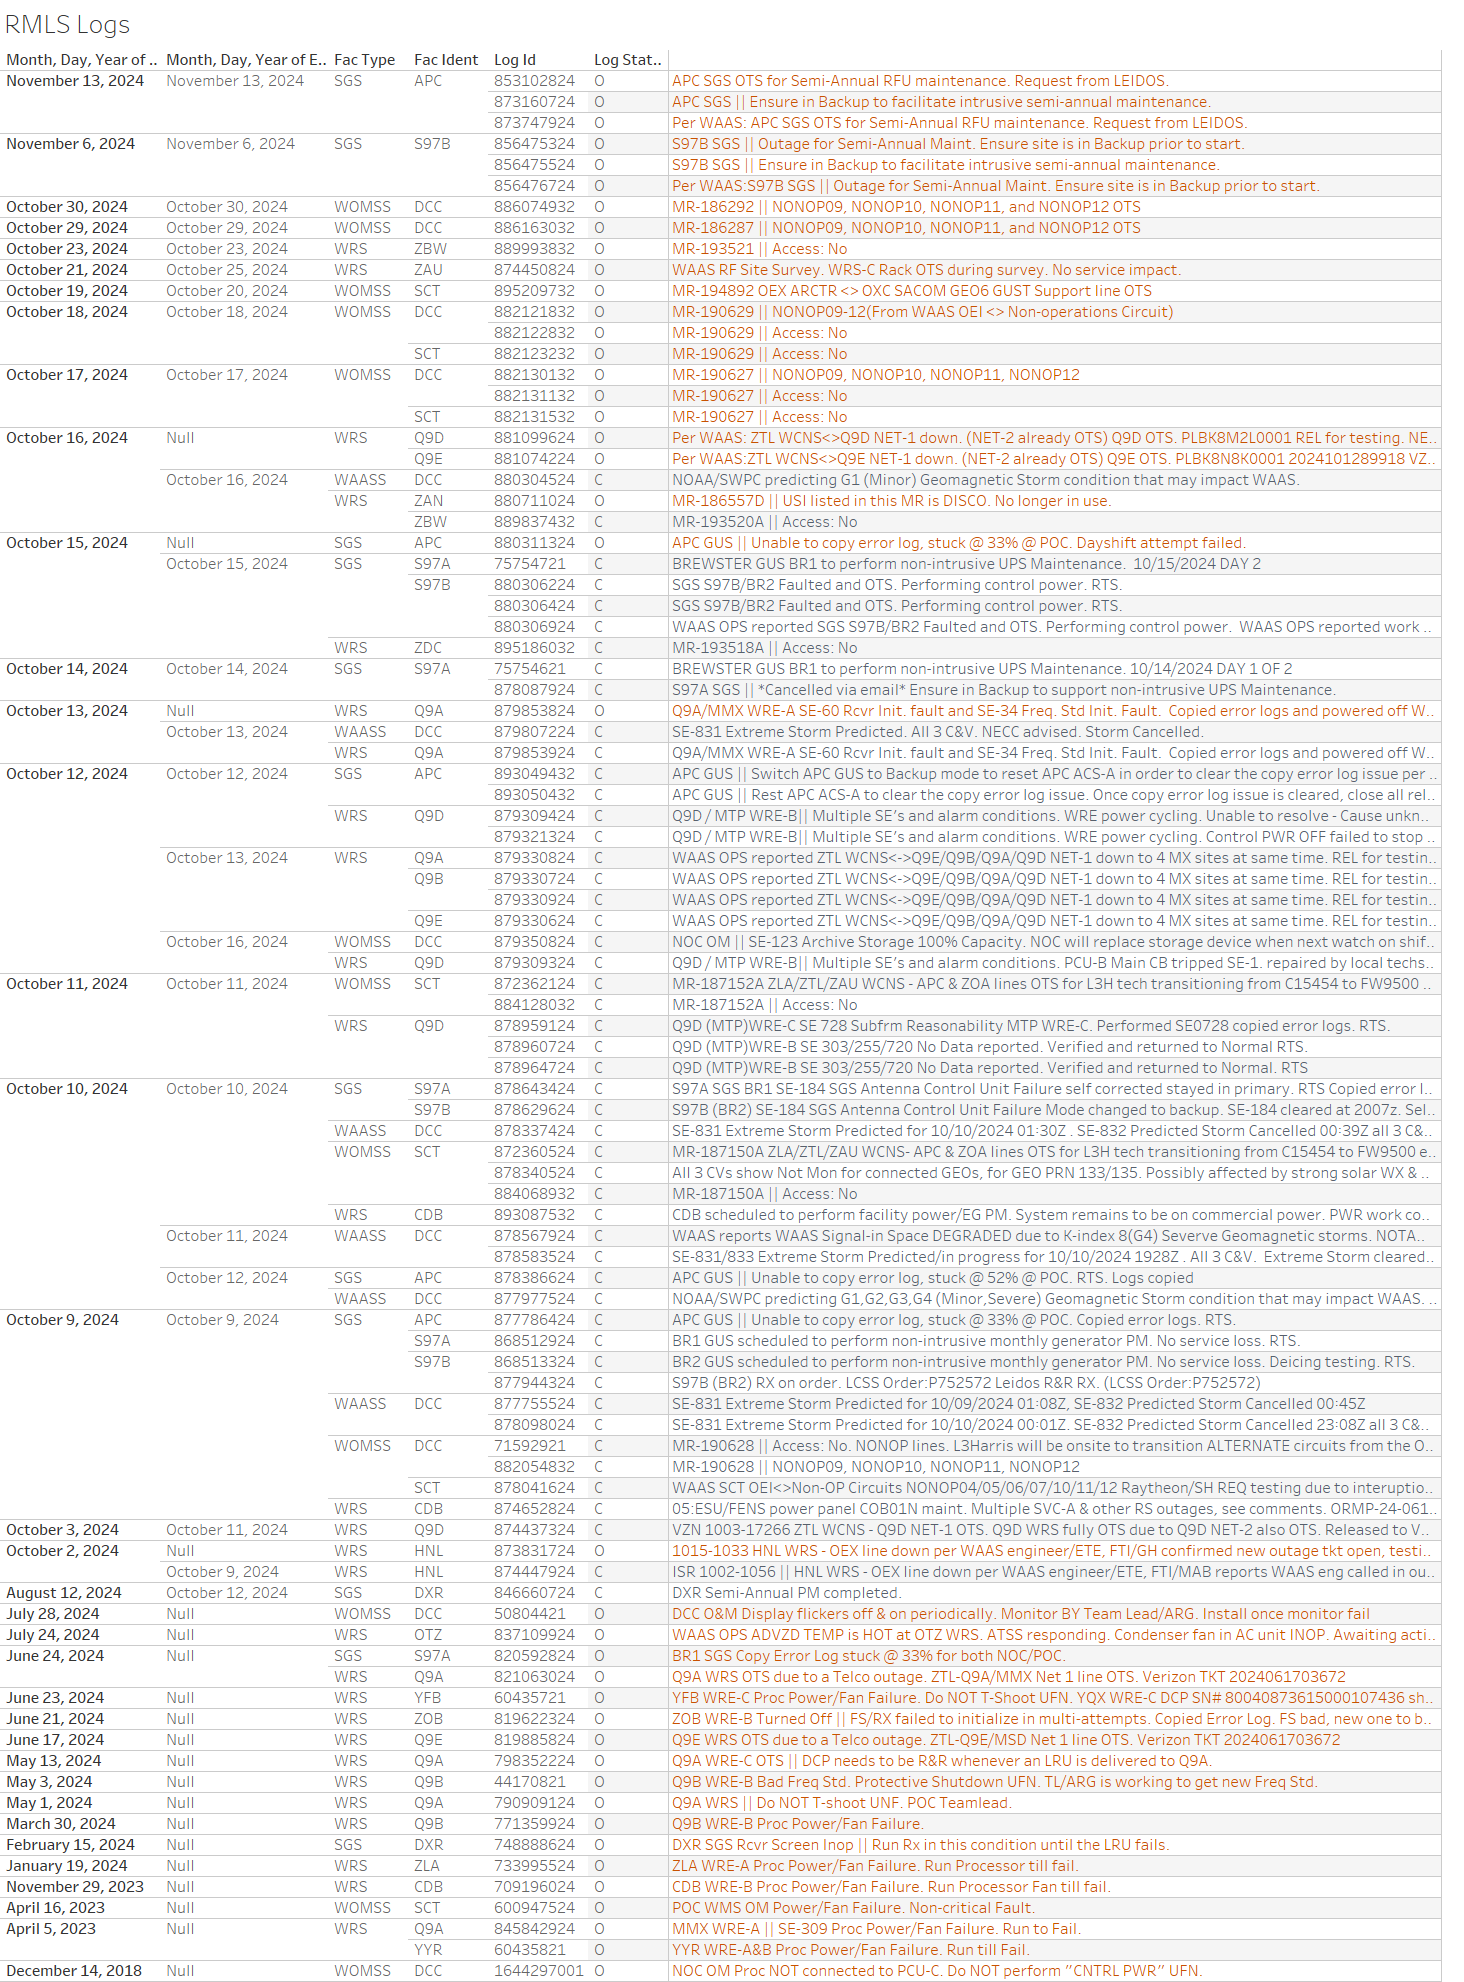 RMLS Logs
Month, Day, Year of .. Month, Day, Year of E.. Fac Type Fac Ident Log Id Log Stat..
November 13, 2024 November 13, 2024 SGS APC 853102824 O APC SGS OTS for Semi-Annual RFU maintenance. Request from LEIDOS.
873160724 O APC SGS || Ensure in Backup to facilitate intrusive semi-annual maintenance.
873747924 O Per WAAS: APC SGS OTS for Semi-Annual RFU maintenance. Request from LEIDOS.
November 6, 2024 November 6, 2024 SGS S97B 856475324 O S97B SGS || Outage for Semi-Annual Maint. Ensure site is in Backup prior to start.
856475524 O S97B SGS || Ensure in Backup to facilitate intrusive semi-annual maintenance.
856476724 O Per WAAS:S97B SGS || Outage for Semi-Annual Maint. Ensure site is in Backup prior to start.
October 30, 2024 October 30, 2024 WOMSS DCC 886074932 O MR-186292 || NONOP09, NONOP10, NONOP11, and NONOP12 OTS
October 29, 2024 October 29, 2024 WOMSS DCC 886163032 O MR-186287 || NONOP09, NONOP10, NONOP11, and NONOP12 OTS
October 23, 2024 October 23, 2024 WRS ZBW 889993832 O MR-193521 || Access: No
October 21, 2024 October 25, 2024 WRS ZAU 874450824 O WAAS RF Site Survey. WRS-C Rack OTS during survey. No service impact.
October 19, 2024 October 20, 2024 WOMSS SCT 895209732 O MR-194892 OEX ARCTR <> OXC SACOM GEO6 GUST Support line OTS
October 18, 2024 October 18, 2024 WOMSS DCC 882121832 O MR-190629 || NONOP09-12(From WAAS OEI <> Non-operations Circuit)
882122832 O MR-190629 || Access: No
SCT 882123232 O MR-190629 || Access: No
October 17, 2024 October 17, 2024 WOMSS DCC 882130132 O MR-190627 || NONOP09, NONOP10, NONOP11, NONOP12
882131132 O MR-190627 || Access: No
SCT 882131532 O MR-190627 || Access: No
October 16, 2024 Null WRS Q9D 881099624 O Per WAAS: ZTL WCNS<>Q9D NET-1 down. (NET-2 already OTS) Q9D OTS. PLBK8M2L0001 REL for testing. NE..
Q9E 881074224 O Per WAAS:ZTL WCNS<>Q9E NET-1 down. (NET-2 already OTS) Q9E OTS. PLBK8N8K0001 2024101289918 VZ..
October 16, 2024 WAASS DCC 880304524 C NOAA/SWPC predicting G1 (Minor) Geomagnetic Storm condition that may impact WAAS.
WRS ZAN 880711024 O MR-186557D || USI listed in this MR is DISCO. No longer in use.
ZBW 889837432 C MR-193520A || Access: No
October 15, 2024 Null SGS APC 880311324 O APC GUS || Unable to copy error log, stuck @ 33% @ POC. Dayshift attempt failed.
October 15, 2024 SGS S97A 75754721 C BREWSTER GUS BR1 to perform non-intrusive UPS Maintenance. 10/15/2024 DAY 2
S97B 880306224 C SGS S97B/BR2 Faulted and OTS. Performing control power. RTS.
880306424 C SGS S97B/BR2 Faulted and OTS. Performing control power. RTS.
880306924 C WAAS OPS reported SGS S97B/BR2 Faulted and OTS. Performing control power. WAAS OPS reported work ..
WRS ZDC 895186032 C MR-193518A || Access: No
October 14, 2024 October 14, 2024 SGS S97A 75754621 C BREWSTER GUS BR1 to perform non-intrusive UPS Maintenance. 10/14/2024 DAY 1 OF 2
878087924 C S97A SGS || *Cancelled via email* Ensure in Backup to support non-intrusive UPS Maintenance.
October 13, 2024 Null WRS Q9A 879853824 O Q9A/MMX WRE-A SE-60 Rcvr Init. fault and SE-34 Freq. Std Init. Fault. Copied error logs and powered off W..
October 13, 2024 WAASS DCC 879807224 C SE-831 Extreme Storm Predicted. All 3 C&V. NECC advised. Storm Cancelled.
WRS Q9A 879853924 C Q9A/MMX WRE-A SE-60 Rcvr Init. fault and SE-34 Freq. Std Init. Fault. Copied error logs and powered off W..
October 12, 2024 October 12, 2024 SGS APC 893049432 C APC GUS || Switch APC GUS to Backup mode to reset APC ACS-A in order to clear the copy error log issue per ..
893050432 C APC GUS || Rest APC ACS-A to clear the copy error log issue. Once copy error log issue is cleared, close all rel..
WRS Q9D 879309424 C Q9D / MTP WRE-B|| Multiple SE's and alarm conditions. WRE power cycling. Unable to resolve - Cause unkn..
879321324 C Q9D / MTP WRE-B|| Multiple SE's and alarm conditions. WRE power cycling. Control PWR OFF failed to stop ..
October 13, 2024 WRS Q9A 879330824 C WAAS OPS reported ZTL WCNS<->Q9E/Q9B/Q9A/Q9D NET-1 down to 4 MX sites at same time. REL for testin..
Q9B 879330724 C WAAS OPS reported ZTL WCNS<->Q9E/Q9B/Q9A/Q9D NET-1 down to 4 MX sites at same time. REL for testin..
879330924 C WAAS OPS reported ZTL WCNS<->Q9E/Q9B/Q9A/Q9D NET-1 down to 4 MX sites at same time. REL for testin..
Q9E 879330624 C WAAS OPS reported ZTL WCNS<->Q9E/Q9B/Q9A/Q9D NET-1 down to 4 MX sites at same time. REL for testin..
October 16, 2024 WOMSS DCC 879350824 C NOC OM || SE-123 Archive Storage 100% Capacity. NOC will replace storage device when next watch on shif..
WRS Q9D 879309324 C Q9D / MTP WRE-B|| Multiple SE's and alarm conditions. PCU-B Main CB tripped SE-1. repaired by local techs..
October 11, 2024 October 11, 2024 WOMSS SCT 872362124 C MR-187152A ZLA/ZTL/ZAU WCNS - APC & ZOA lines OTS for L3H tech transitioning from C15454 to FW9500 ..
884128032 C MR-187152A || Access: No
WRS Q9D 878959124 C Q9D (MTP)WRE-C SE 728 Subfrm Reasonability MTP WRE-C. Performed SE0728 copied error logs. RTS.
878960724 C Q9D (MTP)WRE-B SE 303/255/720 No Data reported. Verified and returned to Normal RTS.
878964724 C Q9D (MTP)WRE-B SE 303/255/720 No Data reported. Verified and returned to Normal. RTS
October 10, 2024 October 10, 2024 SGS S97A 878643424 C S97A SGS BR1 SE-184 SGS Antenna Control Unit Failure self corrected stayed in primary. RTS Copied error l..
S97B 878629624 C S97B (BR2) SE-184 SGS Antenna Control Unit Failure Mode changed to backup. SE-184 cleared at 2007z. Sel..
WAASS DCC 878337424 C SE-831 Extreme Storm Predicted for 10/10/2024 01:30Z . SE-832 Predicted Storm Cancelled 00:39Z all 3 C&..
WOMSS SCT 872360524 C MR-187150A ZLA/ZTL/ZAU WCNS- APC & ZOA lines OTS for L3H tech transitioning from C15454 to FW9500 e..
878340524 C All 3 CVs show Not Mon for connected GEOs, for GEO PRN 133/135. Possibly affected by strong solar WX & ..
884068932 C MR-187150A || Access: No
WRS CDB 893087532 C CDB scheduled to perform facility power/EG PM. System remains to be on commercial power. PWR work co..
October 11, 2024 WAASS DCC 878567924 C WAAS reports WAAS Signal-in Space DEGRADED due to K-index 8(G4) Severve Geomagnetic storms. NOTA..
878583524 C SE-831/833 Extreme Storm Predicted/in progress for 10/10/2024 1928Z . All 3 C&V. Extreme Storm cleared..
October 12, 2024 SGS APC 878386624 C APC GUS || Unable to copy error log, stuck @ 52% @ POC. RTS. Logs copied
WAASS DCC 877977524 C NOAA/SWPC predicting G1,G2,G3,G4 (Minor,Severe) Geomagnetic Storm condition that may impact WAAS. ..
October 9, 2024 October 9, 2024 SGS APC 877786424 C APC GUS || Unable to copy error log, stuck @ 33% @ POC. Copied error logs. RTS.
S97A 868512924 C BR1 GUS scheduled to perform non-intrusive monthly generator PM. No service loss. RTS.
S97B 868513324 C BR2 GUS scheduled to perform non-intrusive monthly generator PM. No service loss. Deicing testing. RTS.
877944324 C S97B (BR2) RX on order. LCSS Order:P752572 Leidos R&R RX. (LCSS Order:P752572)
WAASS DCC 877755524 C SE-831 Extreme Storm Predicted for 10/09/2024 01:08Z, SE-832 Predicted Storm Cancelled 00:45Z
878098024 C SE-831 Extreme Storm Predicted for 10/10/2024 00:01Z. SE-832 Predicted Storm Cancelled 23:08Z all 3 C&..
WOMSS DCC 71592921 C MR-190628 || Access: No. NONOP lines. L3Harris will be onsite to transition ALTERNATE circuits from the O..
882054832 C MR-190628 || NONOP09, NONOP10, NONOP11, NONOP12
SCT 878041624 C WAAS SCT OEI<>Non-OP Circuits NONOP04/05/06/07/10/11/12 Raytheon/SH REQ testing due to interuptio..
WRS CDB 874652824 C 05:ESU/FENS power panel COB01N maint. Multiple SVC-A & other RS outages, see comments. ORMP-24-061..
October 3, 2024 October 11, 2024 WRS Q9D 874437324 C VZN 1003-17266 ZTL WCNS - Q9D NET-1 OTS. Q9D WRS fully OTS due to Q9D NET-2 also OTS. Released to V..
October 2, 2024 Null WRS HNL 873831724 O 1015-1033 HNL WRS - OEX line down per WAAS engineer/ETE, FTI/GH confirmed new outage tkt open, testi..
October 9, 2024 WRS HNL 874447924 C ISR 1002-1056 || HNL WRS - OEX line down per WAAS engineer/ETE, FTI/MAB reports WAAS eng called in ou..
August 12, 2024 October 12, 2024 SGS DXR 846660724 C DXR Semi-Annual PM completed.
July 28, 2024 Null WOMSS DCC 50804421 O DCC O&M Display flickers off & on periodically. Monitor BY Team Lead/ARG. Install once monitor fail
July 24, 2024 Null WRS OTZ 837109924 O WAAS OPS ADVZD TEMP is HOT at OTZ WRS. ATSS responding. Condenser fan in AC unit INOP. Awaiting acti..
June 24, 2024 Null SGS S97A 820592824 O BR1 SGS Copy Error Log stuck @ 33% for both NOC/POC.
WRS Q9A 821063024 O Q9A WRS OTS due to a Telco outage. ZTL-Q9A/MMX Net 1 line OTS. Verizon TKT 2024061703672
June 23, 2024 Null WRS YFB 60435721 O YFB WRE-C Proc Power/Fan Failure. Do NOT T-Shoot UFN. YQX WRE-C DCP SN# 80040873615000107436 sh..
June 21, 2024 Null WRS ZOB 819622324 O ZOB WRE-B Turned Off || FS/RX failed to initialize in multi-attempts. Copied Error Log. FS bad, new one to b..
June 17, 2024 Null WRS Q9E 819885824 O Q9E WRS OTS due to a Telco outage. ZTL-Q9E/MSD Net 1 line OTS. Verizon TKT 2024061703672
May 13, 2024 Null WRS Q9A 798352224 O Q9A WRE-C OTS || DCP needs to be R&R whenever an LRU is delivered to Q9A.
May 3, 2024 Null WRS Q9B 44170821 O Q9B WRE-B Bad Freq Std. Protective Shutdown UFN. TL/ARG is working to get new Freq Std.
May 1, 2024 Null WRS Q9A 790909124 O Q9A WRS || Do NOT T-shoot UNF. POC Teamlead.
March 30, 2024 Null WRS Q9B 771359924 O Q9B WRE-B Proc Power/Fan Failure.
February 15, 2024 Null SGS DXR 748888624 O DXR SGS Rcvr Screen Inop || Run Rx in this condition until the LRU fails.
January 19, 2024 Null WRS ZLA 733995524 O ZLA WRE-A Proc Power/Fan Failure. Run Processor till fail.
November 29, 2023 Null WRS CDB 709196024 O CDB WRE-B Proc Power/Fan Failure. Run Processor Fan till fail.
April 16, 2023 Null WOMSS SCT 600947524 O POC WMS OM Power/Fan Failure. Non-critical Fault.
April 5, 2023 Null WRS Q9A 845842924 O MMX WRE-A || SE-309 Proc Power/Fan Failure. Run to Fail.
YYR 60435821 O YYR WRE-A&B Proc Power/Fan Failure. Run till Fail.
December 14, 2018 Null WOMSS DCC 1644297001 O NOC OM Proc NOT connected to PCU-C. Do NOT perform "CNTRL PWR" UFN.